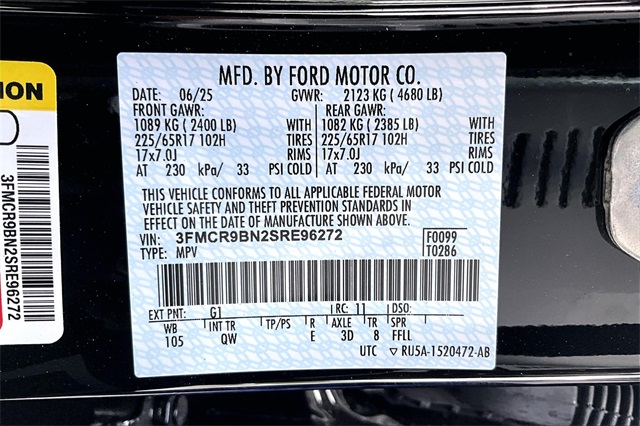 ION
3FMCR9BN2SRE96272
MFD. BY FORD MOTOR CO.
DATE: 06/25 GVWR: 2123 KG ( 4680 LB)
FRONT GAWR: REAR GAWR:
1089 KG ( 2400 LB) WITH 1082 KG ( 2385 LB) WITH
225/65R17 102H TIRES 225/65R17 102H TIRES
17x7.0J RIMS 17x7.0J RIMS
AT 230 kPa/ 33 PSI COLD AT 230 kPa/ 33 PSI COLD
THIS VEHICLE CONFORMS TO ALL APPLICABLE FEDERAL MOTOR
VEHICLE SAFETY AND THEFT PREVENTION STANDARDS IN
EFFECT ON THE DATE OF MANUFACTURE SHOWN ABOVE.
VIN: 3FMCR9BN2SRE96272 F0099
TYPE: MPV T0286
EXT PNT: G1 RC: 11 DSO:
WB INT TR TP/PS R AXLE TR SPR
105 QW E 3D 8 FFLL
UTC ▽ RU5A-1520472-AB